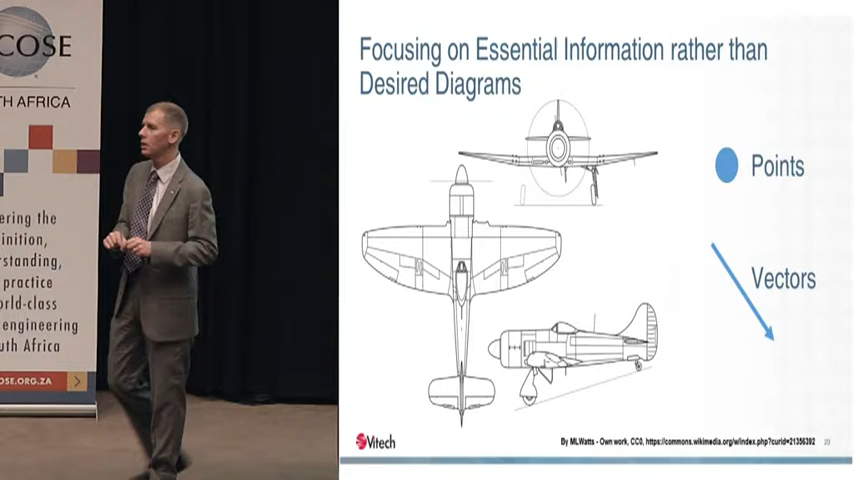 COSE
TH AFRICA
ering the
inition,
rstanding,
practice
orld-class
engineering
uth Africa
OSE.ORG.ZA
Focusing on Essential Information rather than
Desired Diagrams
Points
Vectors
Vitech
By MLWatts - Own work, CC0, https://commons.wikimedia.org/w/index.php?curid=21356392 23